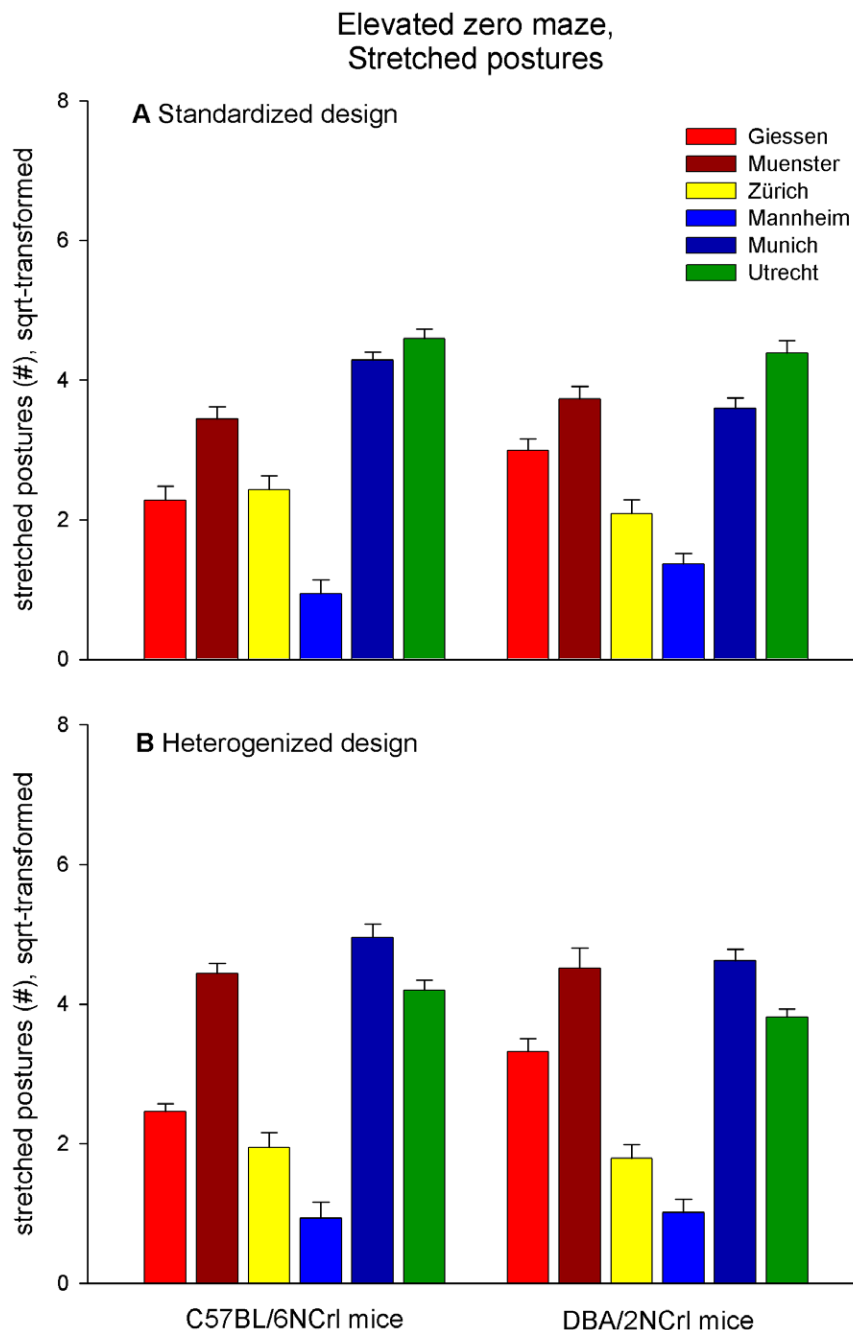 Elevated zero maze,
Stretched postures
A Standardized design
8
6
4
2
0
stretched postures (#), sqrt-transformed
Giessen
Muenster
Zürich
Mannheim
Munich
Utrecht
B Heterogenized design
8
6
4
2
0
stretched postures (#), sqrt-transformed
C57BL/6NCrl mice
DBA/2NCrl mice